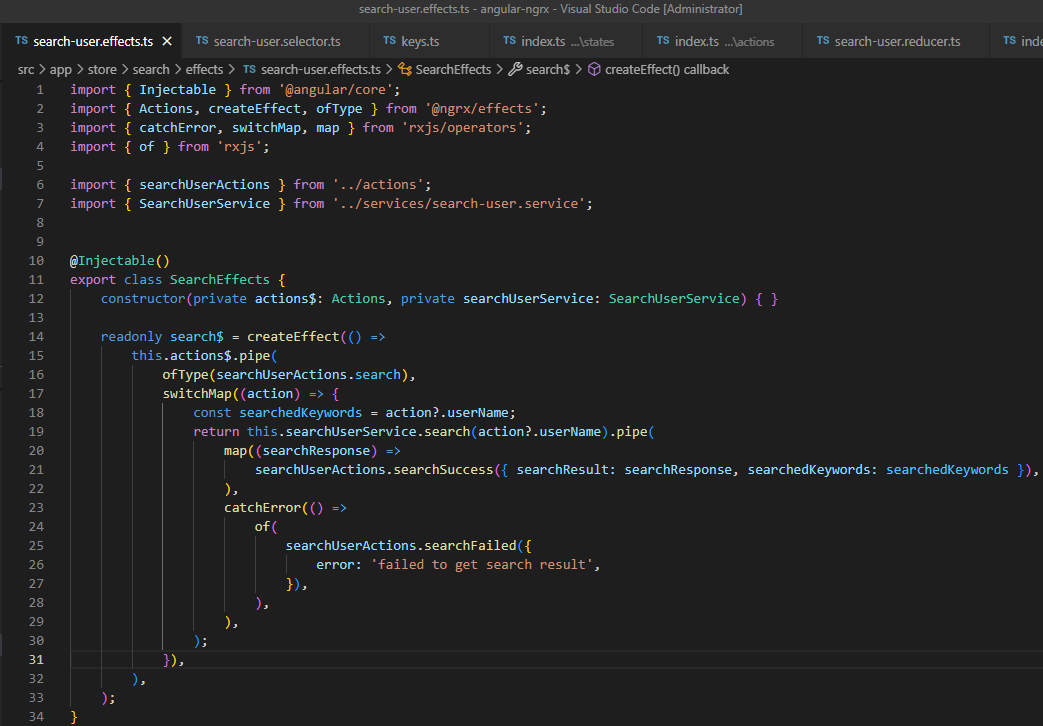 search-user.effects.ts - angular-ngrx - Visual Studio Code [Administrator]
TS search-user.effects.ts × TS search-user.selector.ts TS keys.ts TS index.ts ...\states TS index.ts ...\actions TS search-user.reducer.ts TS inde
src > app > store > search > effects > TS search-user.effects.ts > SearchEffects > search$ > createEffect() callback
1 import { Injectable } from '@angular/core';
2 import { Actions, createEffect, ofType } from '@ngrx/effects';
3 import { catchError, switchMap, map } from 'rxjs/operators';
4 import { of } from 'rxjs';
5
6 import { searchUserActions } from '../actions';
7 import { SearchUserService } from '../services/search-user.service';
8
9
10 @Injectable()
11 export class SearchEffects {
12     constructor(private actions$: Actions, private searchUserService: SearchUserService) { }
13
14     readonly search$ = createEffect(() =>
15         this.actions$.pipe(
16             ofType(searchUserActions.search),
17             switchMap((action) => {
18                 const searchedKeywords = action?.userName;
19                 return this.searchUserService.search(action?.userName).pipe(
20                     map((searchResponse) =>
21                         searchUserActions.searchSuccess({ searchResult: searchResponse, searchedKeywords: searchedKeywords }),
22                     ),
23                     catchError(() =>
24                         of(
25                             searchUserActions.searchFailed({
26                                 error: 'failed to get search result',
27                             }),
28                         ),
29                     ),
30                 );
31             }),
32         ),
33     );
34 }